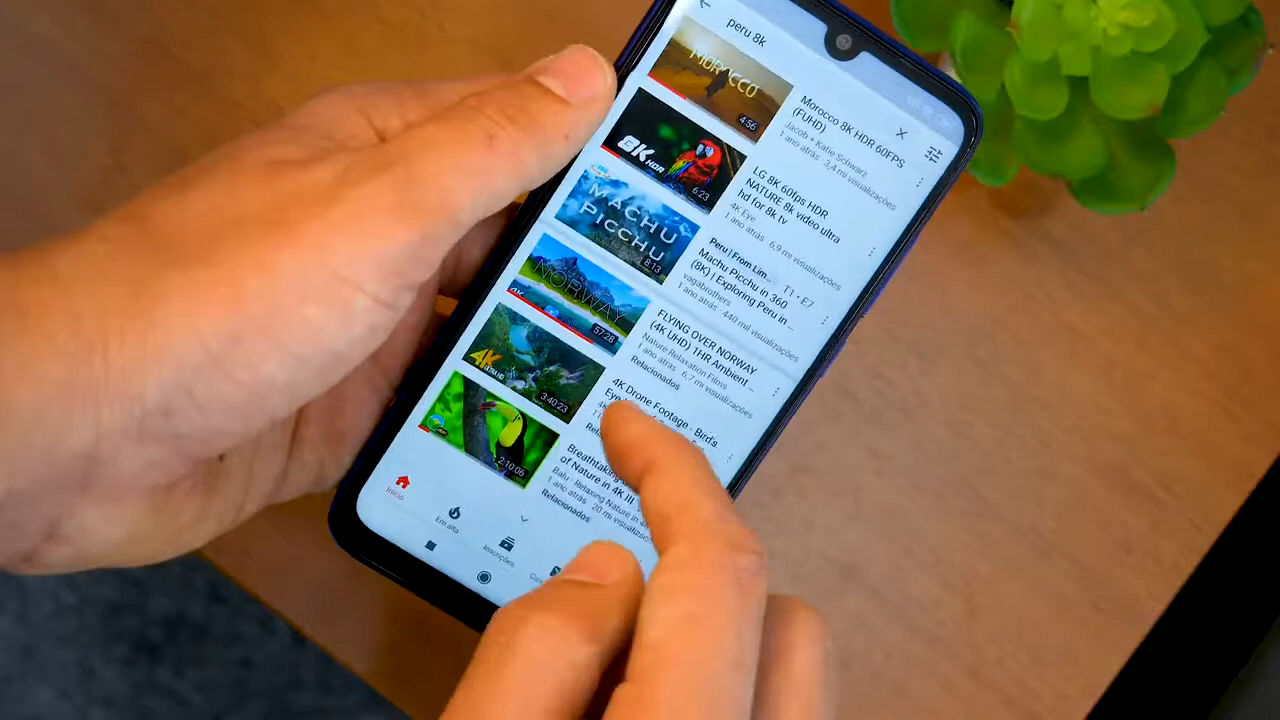 peru 8k
MOROCCO
4:56
Morocco 8K HDR 60FPS
(FUHD)
Jacob + Katie Schwarz
1 ano atrás · 3,4 mi visualizações
8K HDR
6:23
LG 8K 60fps HDR
NATURE 8k video ultra
hd for 8k tv
4K Eye
1 ano atrás · 6,9 mi visualizações
MACHU
PICCHU
8:13
Peru | From Lim... T1 · E7
Machu Picchu in 360
(8K) | Exploring Peru in ...
vagabrothers
1 ano atrás · 440 mil visualizações
NORWAY
4K
57:28
FLYING OVER NORWAY
(4K UHD) 1HR Ambient ...
Nature Relaxation Films
1 ano atrás · 6,7 mi visualizações
Relacionados
4K
3:40:23
4K Drone Footage - Bird's
2:10:06
Breathtaking
of Nature in 4K III
Balu - Relaxing Nature in 4K
1 ano atrás · 20 mi visualizações
Relacionados
Início
Em alta
Inscrições